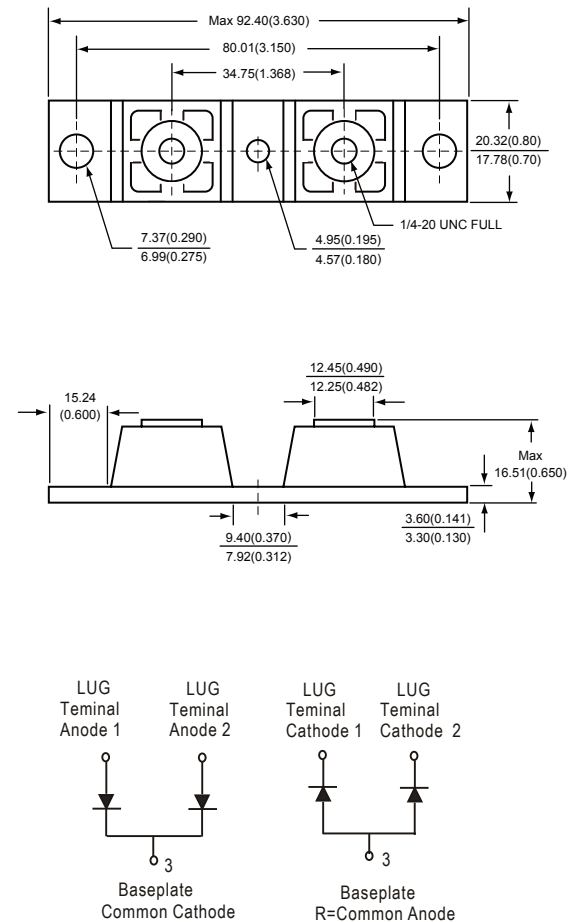 Max 92.40(3.630)
80.01(3.150)
34.75(1.368)
20.32(0.80)
17.78(0.70)
1/4-20 UNC FULL
7.37(0.290)
6.99(0.275)
4.95(0.195)
4.57(0.180)
12.45(0.490)
12.25(0.482)
15.24
(0.600)
Max
16.51(0.650)
3.60(0.141)
3.30(0.130)
9.40(0.370)
7.92(0.312)
LUG
Teminal
Anode 1
LUG
Teminal
Anode 2
3
Baseplate
Common Cathode
LUG
Teminal
Cathode 1
LUG
Teminal
Cathode 2
3
Baseplate
R=Common Anode